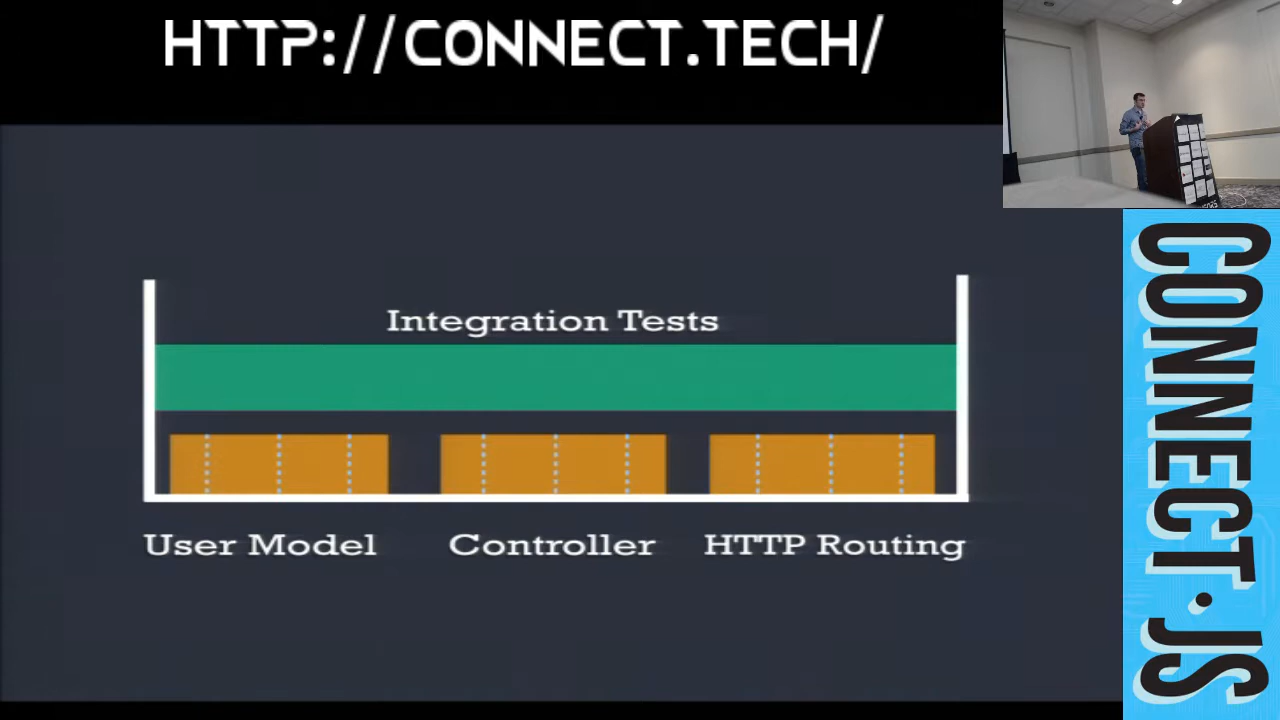 HTTP://CONNECT.TECH/
Integration Tests
User Model
Controller
HTTP Routing
CONNECT.JS